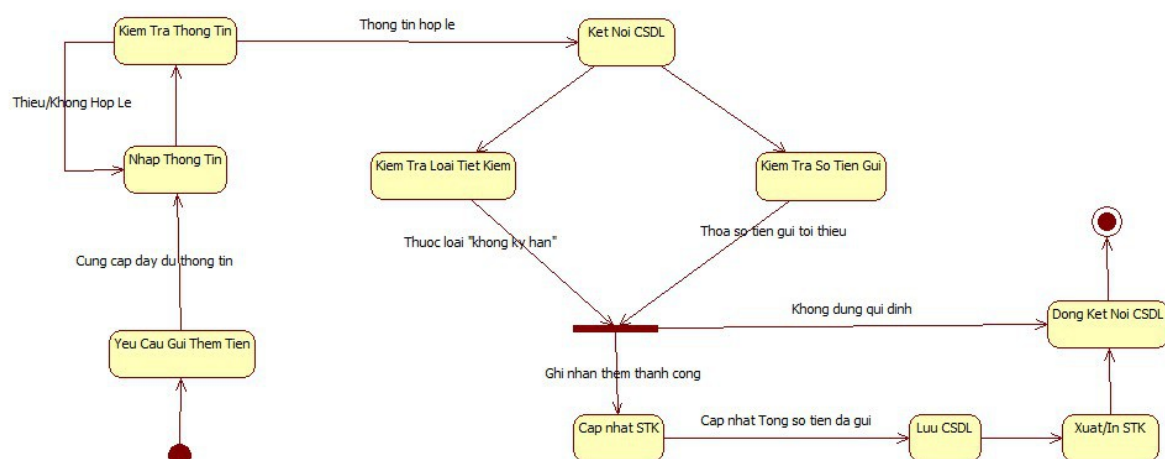 Thong tin hop le
Kiem Tra Thong Tin
Ket Noi CSDL
Thieu/Khong Hop Le
Nhap Thong Tin
Kiem Tra Loai Tiet Kiem
Kiem Tra So Tien Gui
Thuoc loai "khong ky han"
Thoa so tien gui toi thieu
Cung cap day du thong tin
Khong dung qui dinh
Dong Ket Noi CSDL
Yeu Cau Gui Them Tien
Ghi nhan them thanh cong
Cap nhat STK
Cap nhat Tong so tien da gui
Luu CSDL
Xuat/In STK